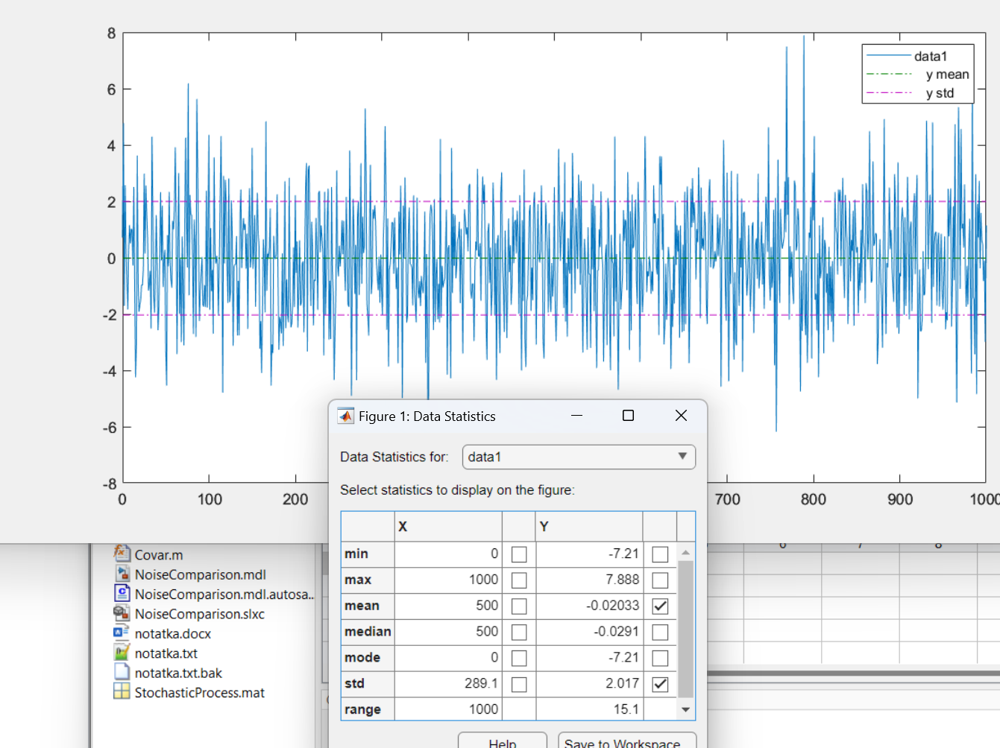 8
6
4
2
0
-2
-4
-6
-8
0 100 200 700 800 900 1000
data1
y mean
y std
Figure 1: Data Statistics
Data Statistics for: data1
Select statistics to display on the figure:
X Y
min 0 -7.21
max 1000 7.888
mean 500 -0.02033
median 500 -0.0291
mode 0 -7.21
std 289.1 2.017
range 1000 15.1
Help Save to Workspace...
Covar.m
NoiseComparison.mdl
NoiseComparison.mdl.autosa...
NoiseComparison.slxc
notatka.docx
notatka.txt
notatka.txt.bak
StochasticProcess.mat